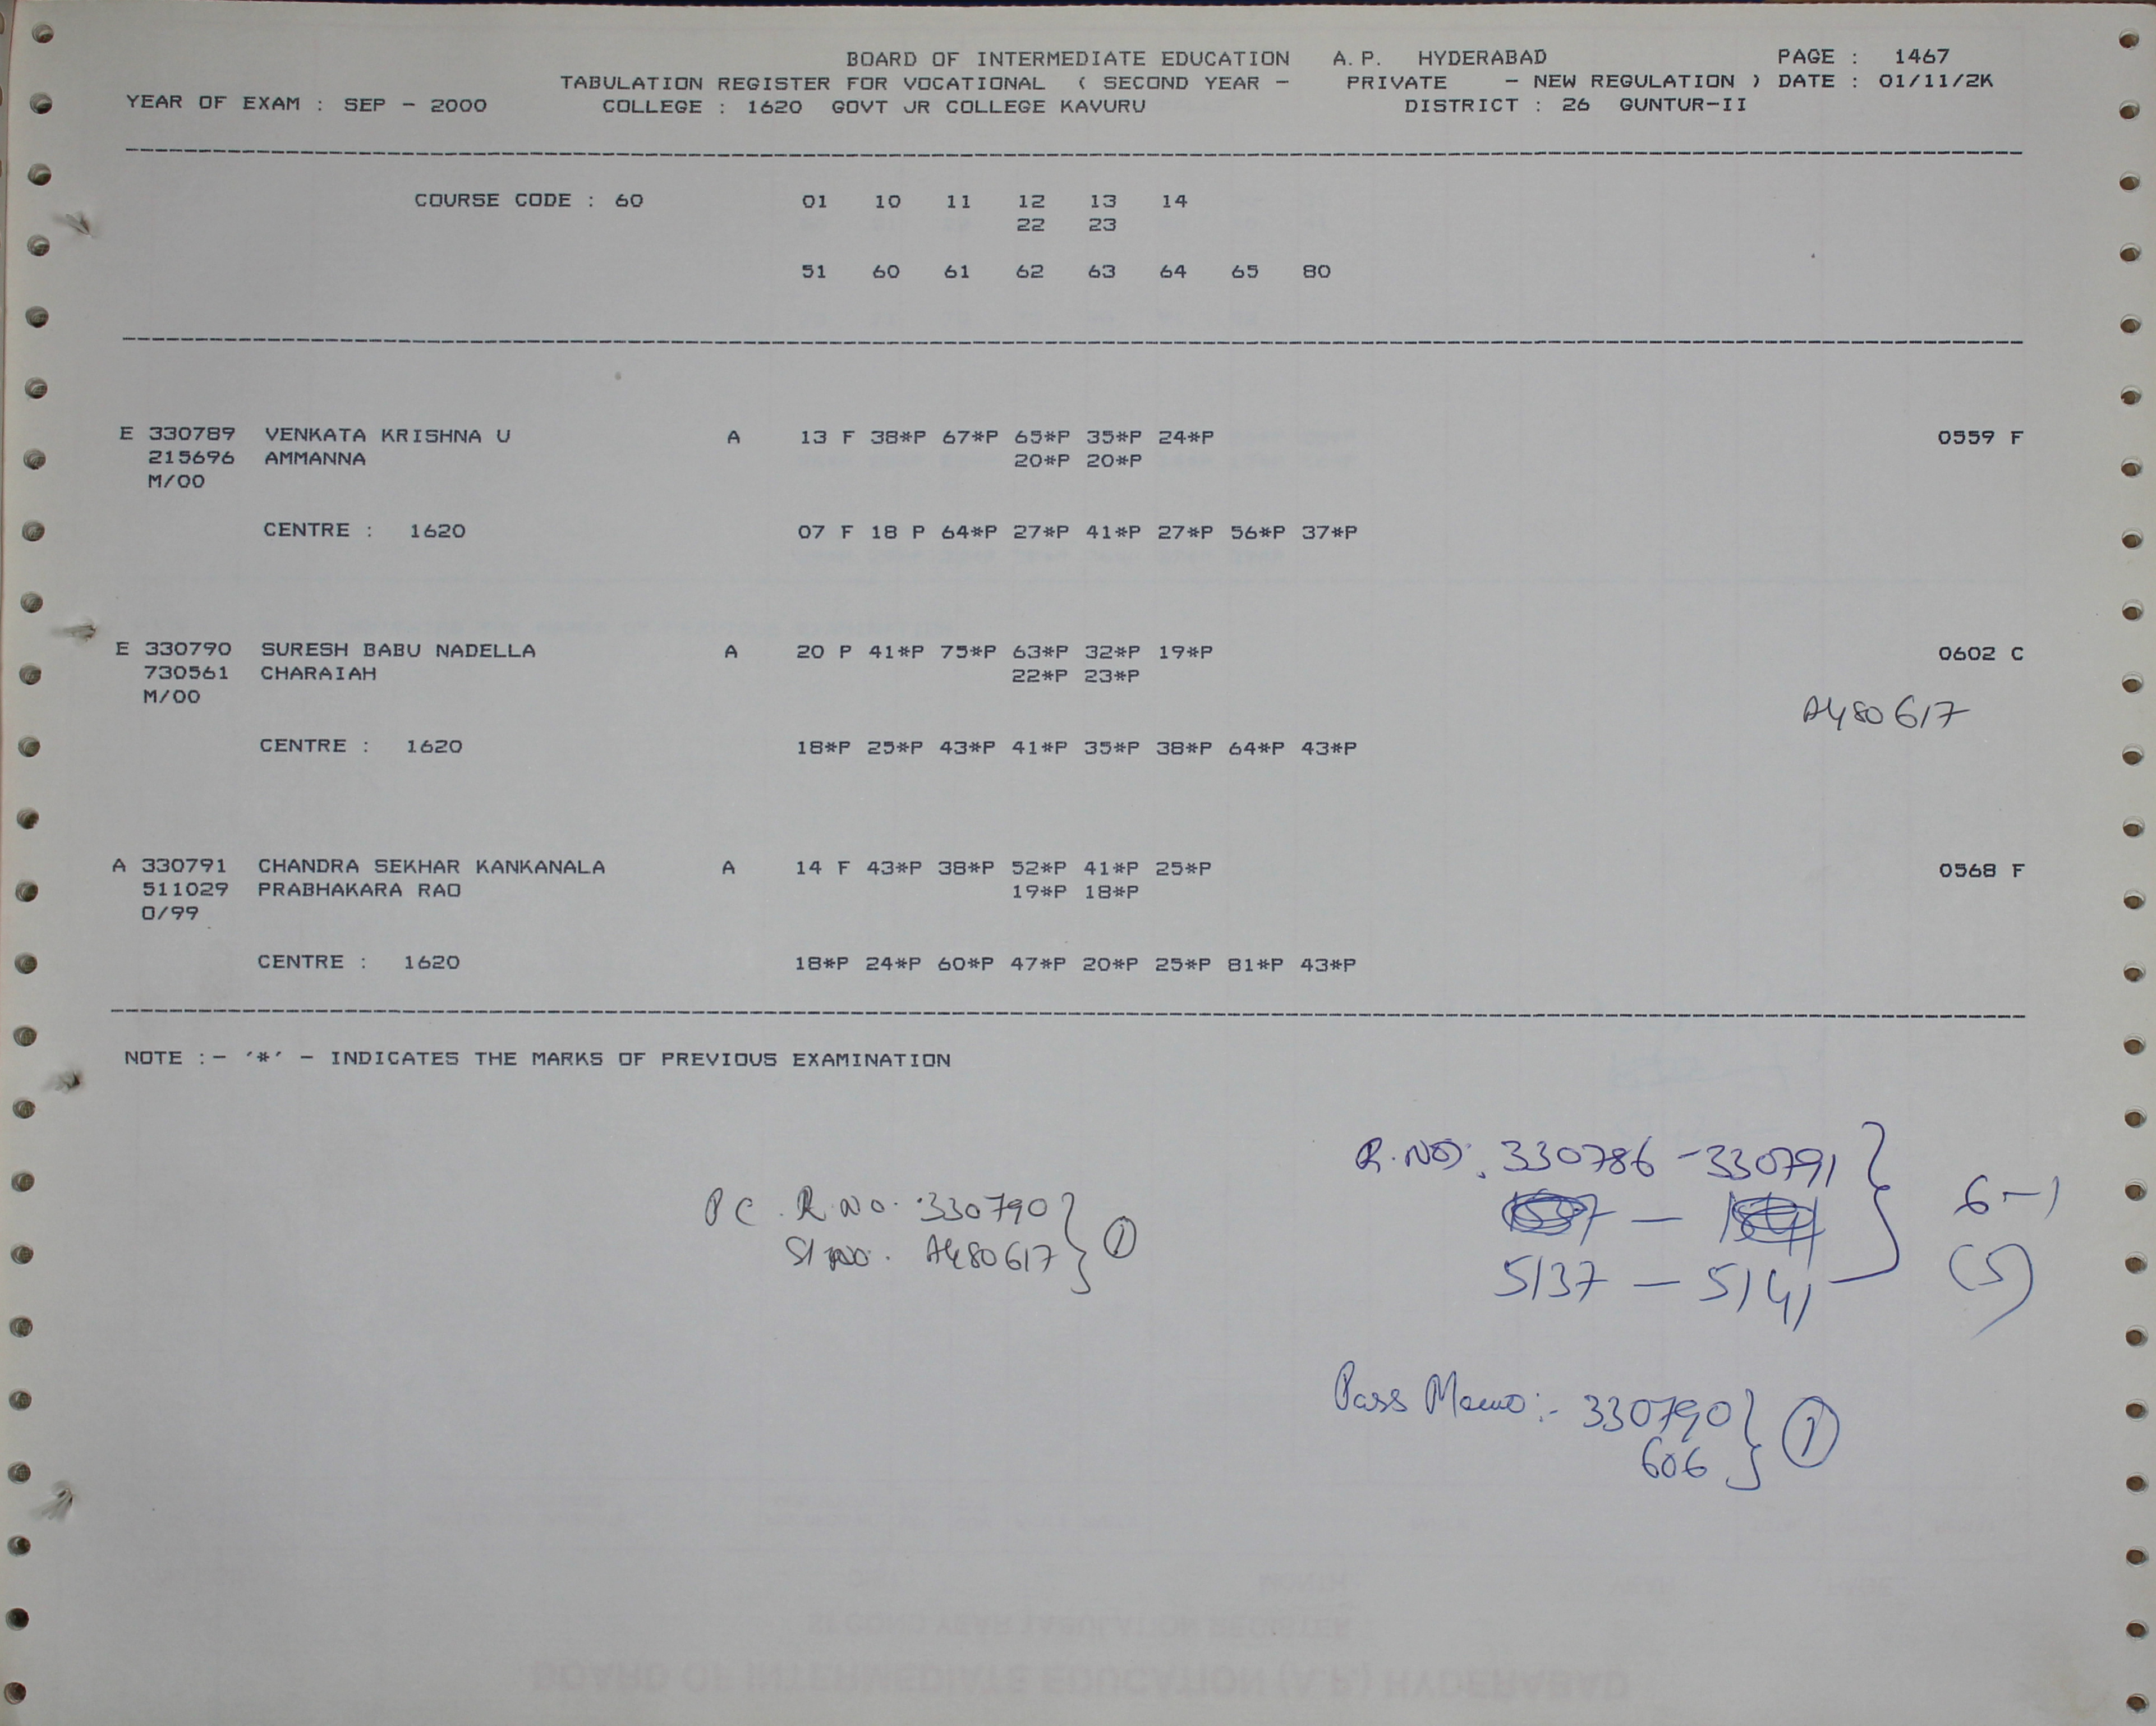 BOARD OF INTERMEDIATE EDUCATION A.P. HYDERABAD PAGE : 1467
TABULATION REGISTER FOR VOCATIONAL ( SECOND YEAR - PRIVATE - NEW REGULATION ) DATE : 01/11/2K
YEAR OF EXAM : SEP - 2000 COLLEGE : 1620 GOVT JR COLLEGE KAVURU DISTRICT : 26 GUNTUR-II
COURSE CODE : 60 01 10 11 12 13 14
22 23
51 60 61 62 63 64 65 80
E 330789 VENKATA KRISHNA U A 13 F 38*P 67*P 65*P 35*P 24*P 0559 F
215696 AMMANNA 20*P 20*P
M/00
CENTRE : 1620 07 F 18 P 64*P 27*P 41*P 27*P 56*P 37*P
E 330790 SURESH BABU NADELLA A 20 P 41*P 75*P 63*P 32*P 19*P 0602 C
730561 CHARAIAH 22*P 23*P
M/00
A480617
CENTRE : 1620 18*P 25*P 43*P 41*P 35*P 38*P 64*P 43*P
A 330791 CHANDRA SEKHAR KANKANALA A 14 F 43*P 38*P 52*P 41*P 25*P 0568 F
511029 PRABHAKARA RAO 19*P 18*P
O/99
CENTRE : 1620 18*P 24*P 60*P 47*P 20*P 25*P 81*P 43*P
NOTE :- '*' - INDICATES THE MARKS OF PREVIOUS EXAMINATION
R.NO: 330786 - 330791 } 6-1
5137 - 5141 (5)
PC. R.No. 330790 } 1
Sl No. A480617
Pass Memo:- 330790 } 1
606